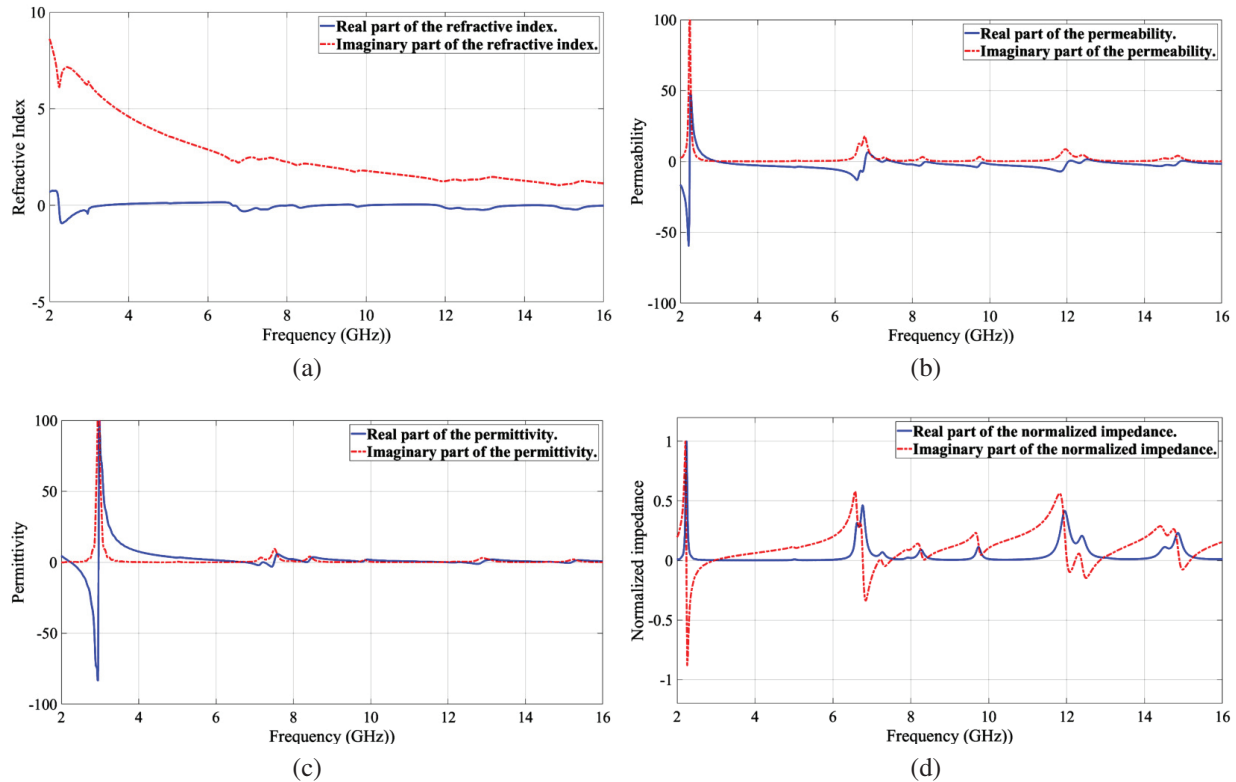 Real part of the refractive index.
Imaginary part of the refractive index.
10
5
0
-5
Refractive Index
2 4 6 8 10 12 14 16
Frequency (GHz))
(a)
Real part of the permeability.
Imaginary part of the permeability.
100
50
0
-50
-100
Permeability
2 4 6 8 10 12 14 16
Frequency (GHz))
(b)
Real part of the permittivity.
Imaginary part of the permittivity.
100
50
0
-50
-100
Permittivity
2 4 6 8 10 12 14 16
Frequency (GHz))
(c)
Real part of the normalized impedance.
Imaginary part of the normalized impedance.
1
0.5
0
-0.5
-1
Normalized impedance
2 4 6 8 10 12 14 16
Frequency (GHz))
(d)